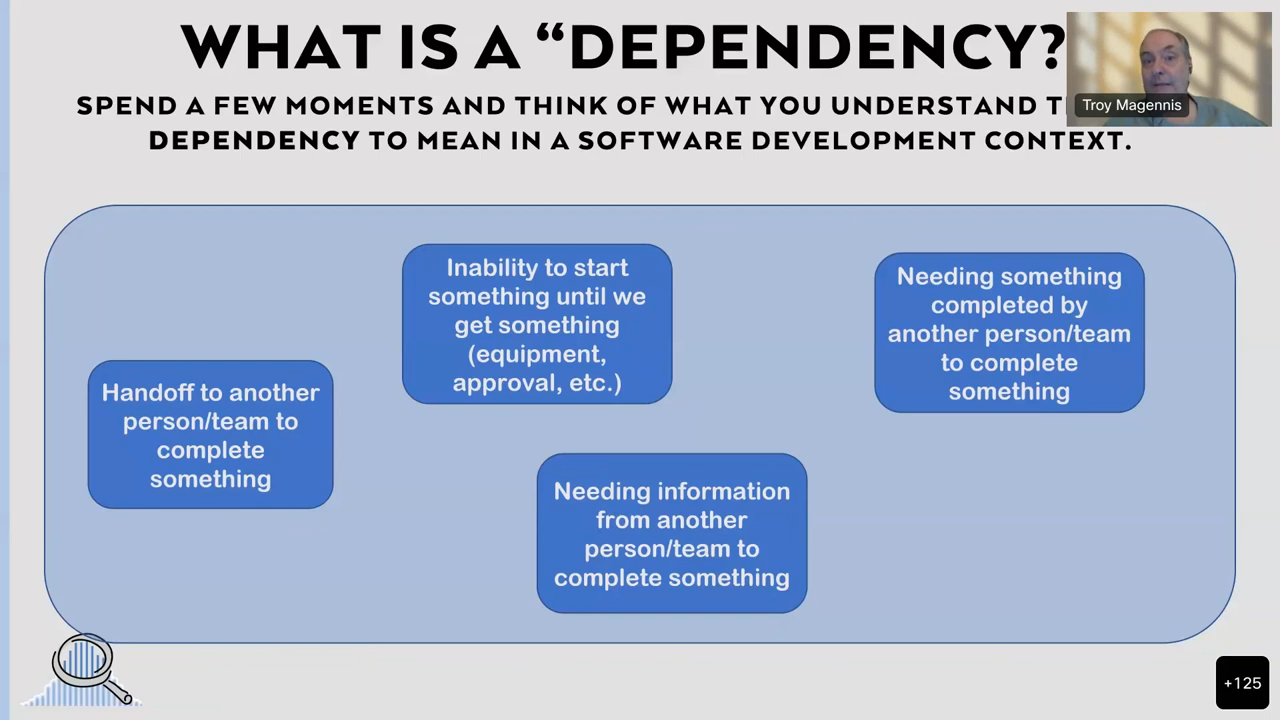 WHAT IS A “DEPENDENCY?
Troy Magennis
SPEND A FEW MOMENTS AND THINK OF WHAT YOU UNDERSTAND
DEPENDENCY TO MEAN IN A SOFTWARE DEVELOPMENT CONTEXT.
Inability to start
something until we
get something
(equipment,
approval, etc.)
Needing something
completed by
another person/team
to complete
something
Handoff to another
person/team to
complete
something
Needing information
from another
person/team to
complete something
+125